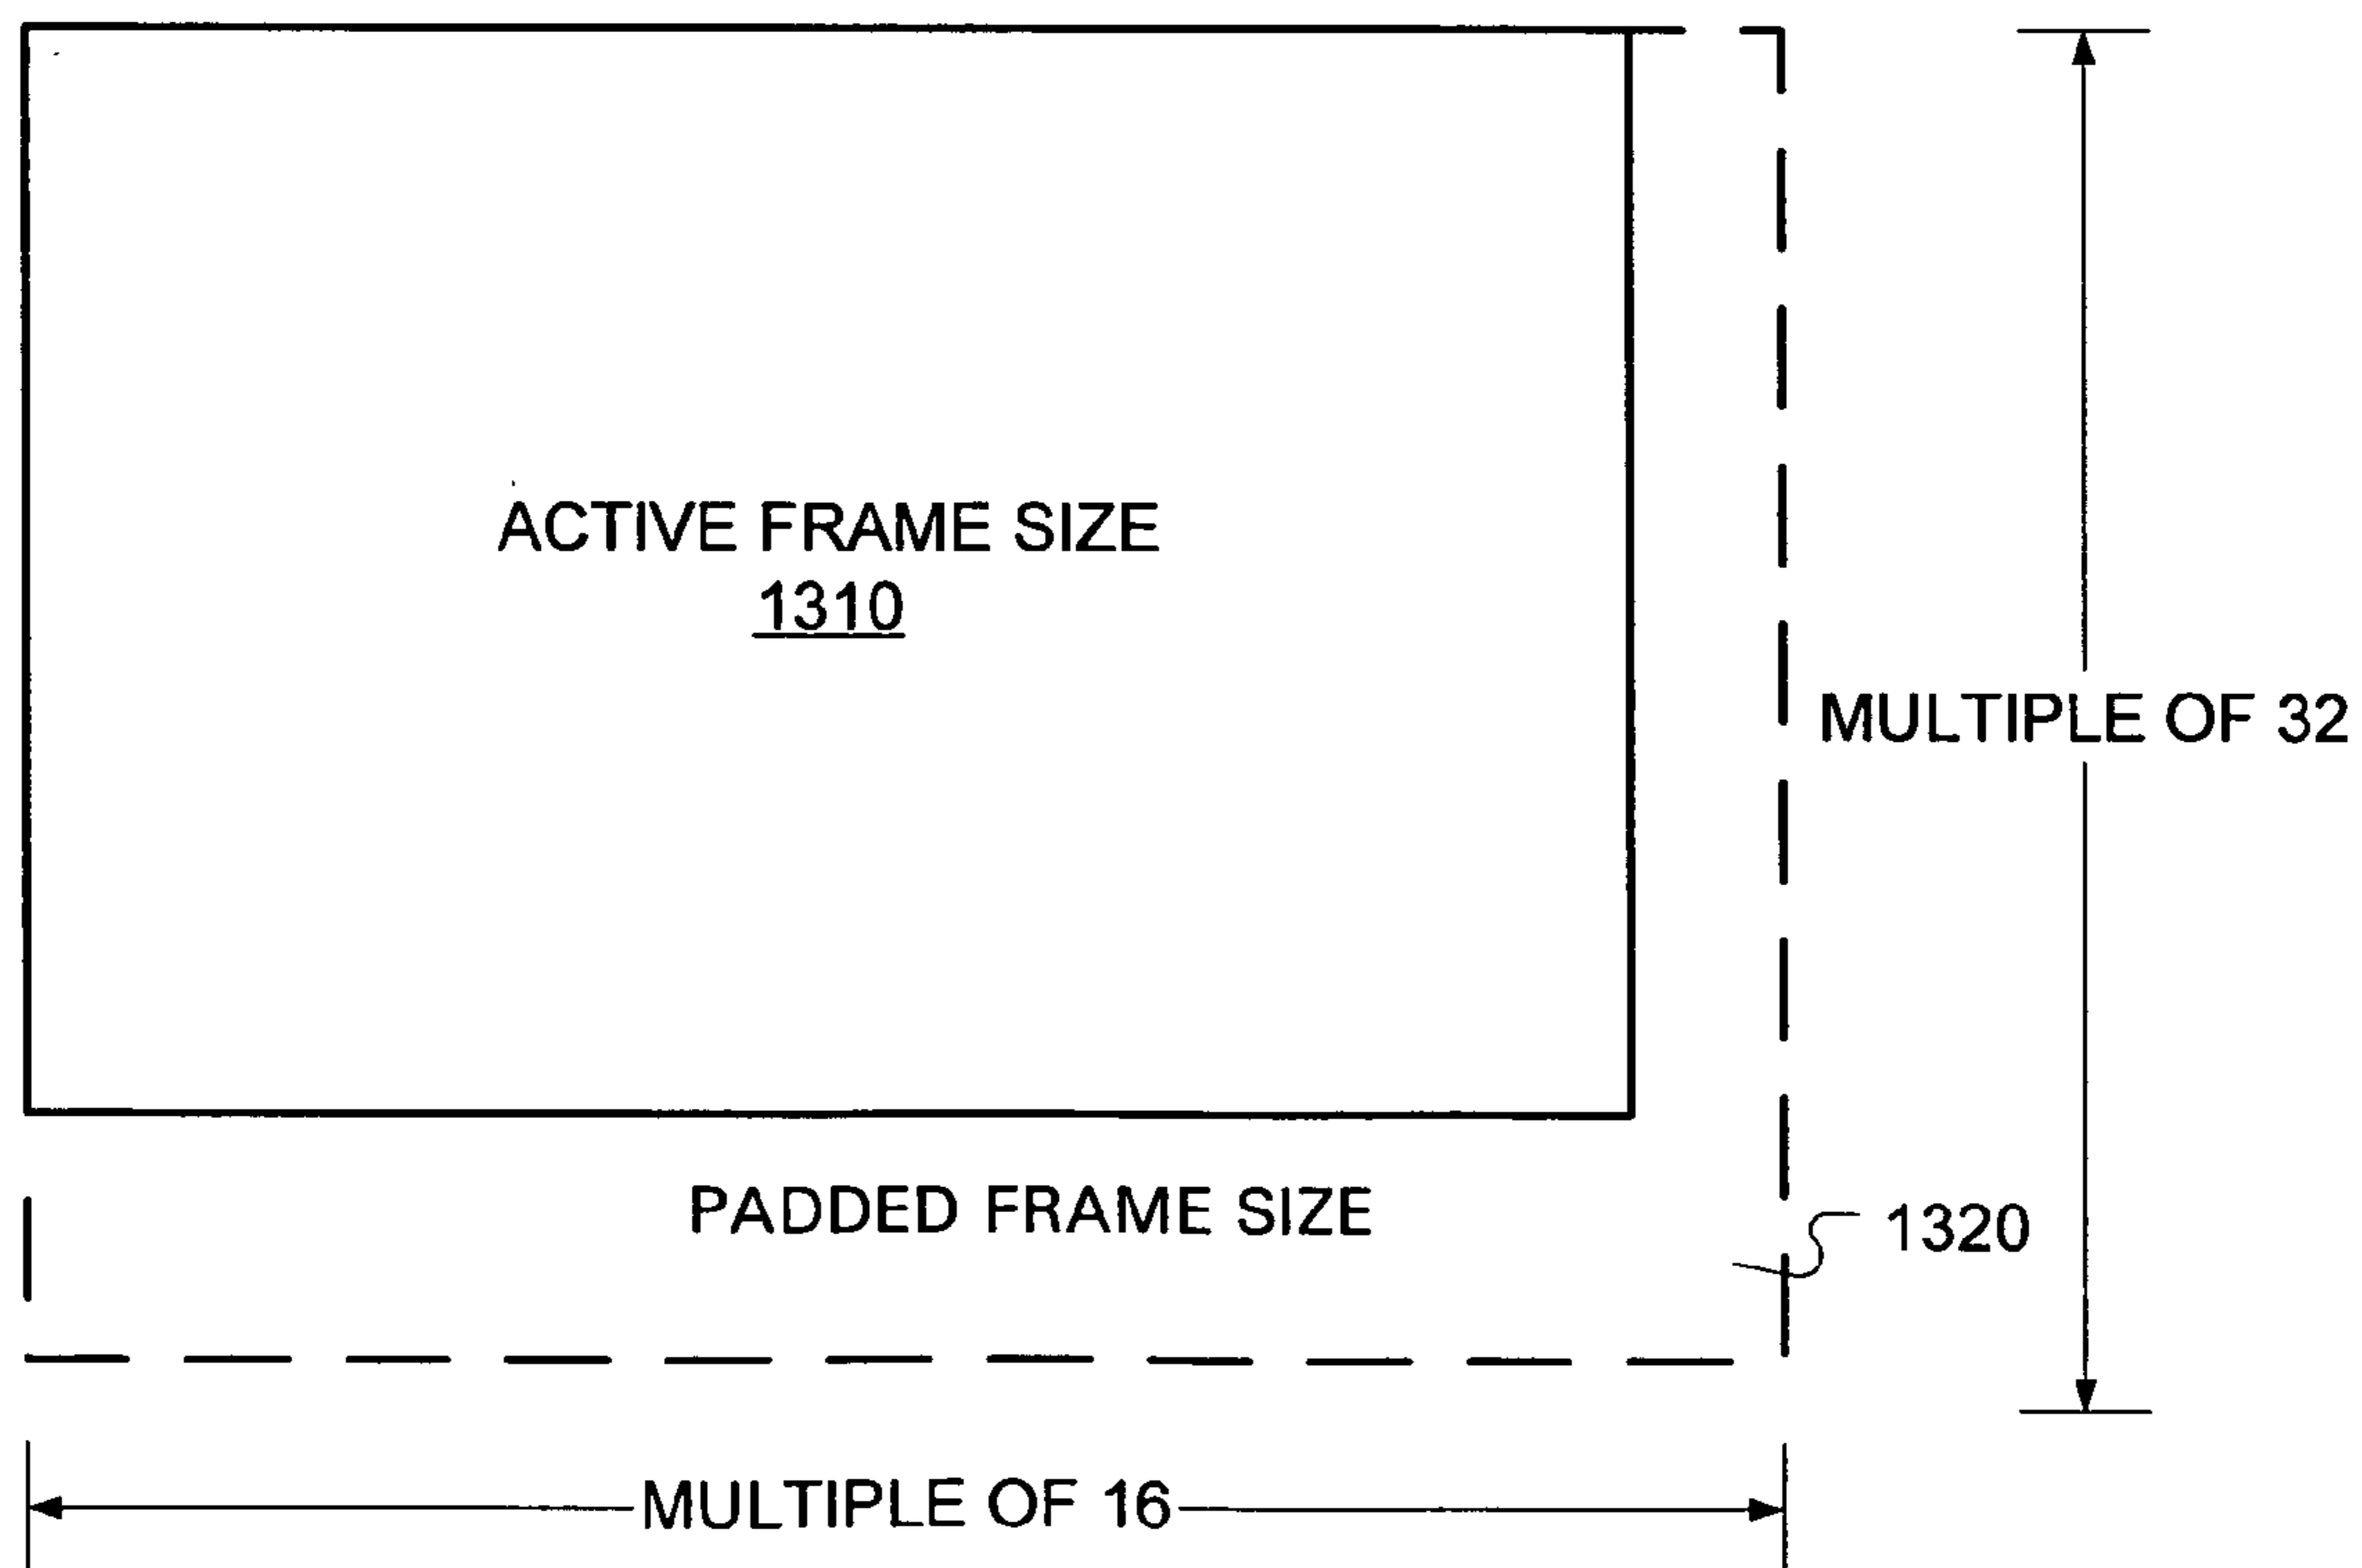 ACTIVE FRAME SIZE
1310
MULTIPLE OF 32
PADDED FRAME SIZE
1320
MULTIPLE OF 16